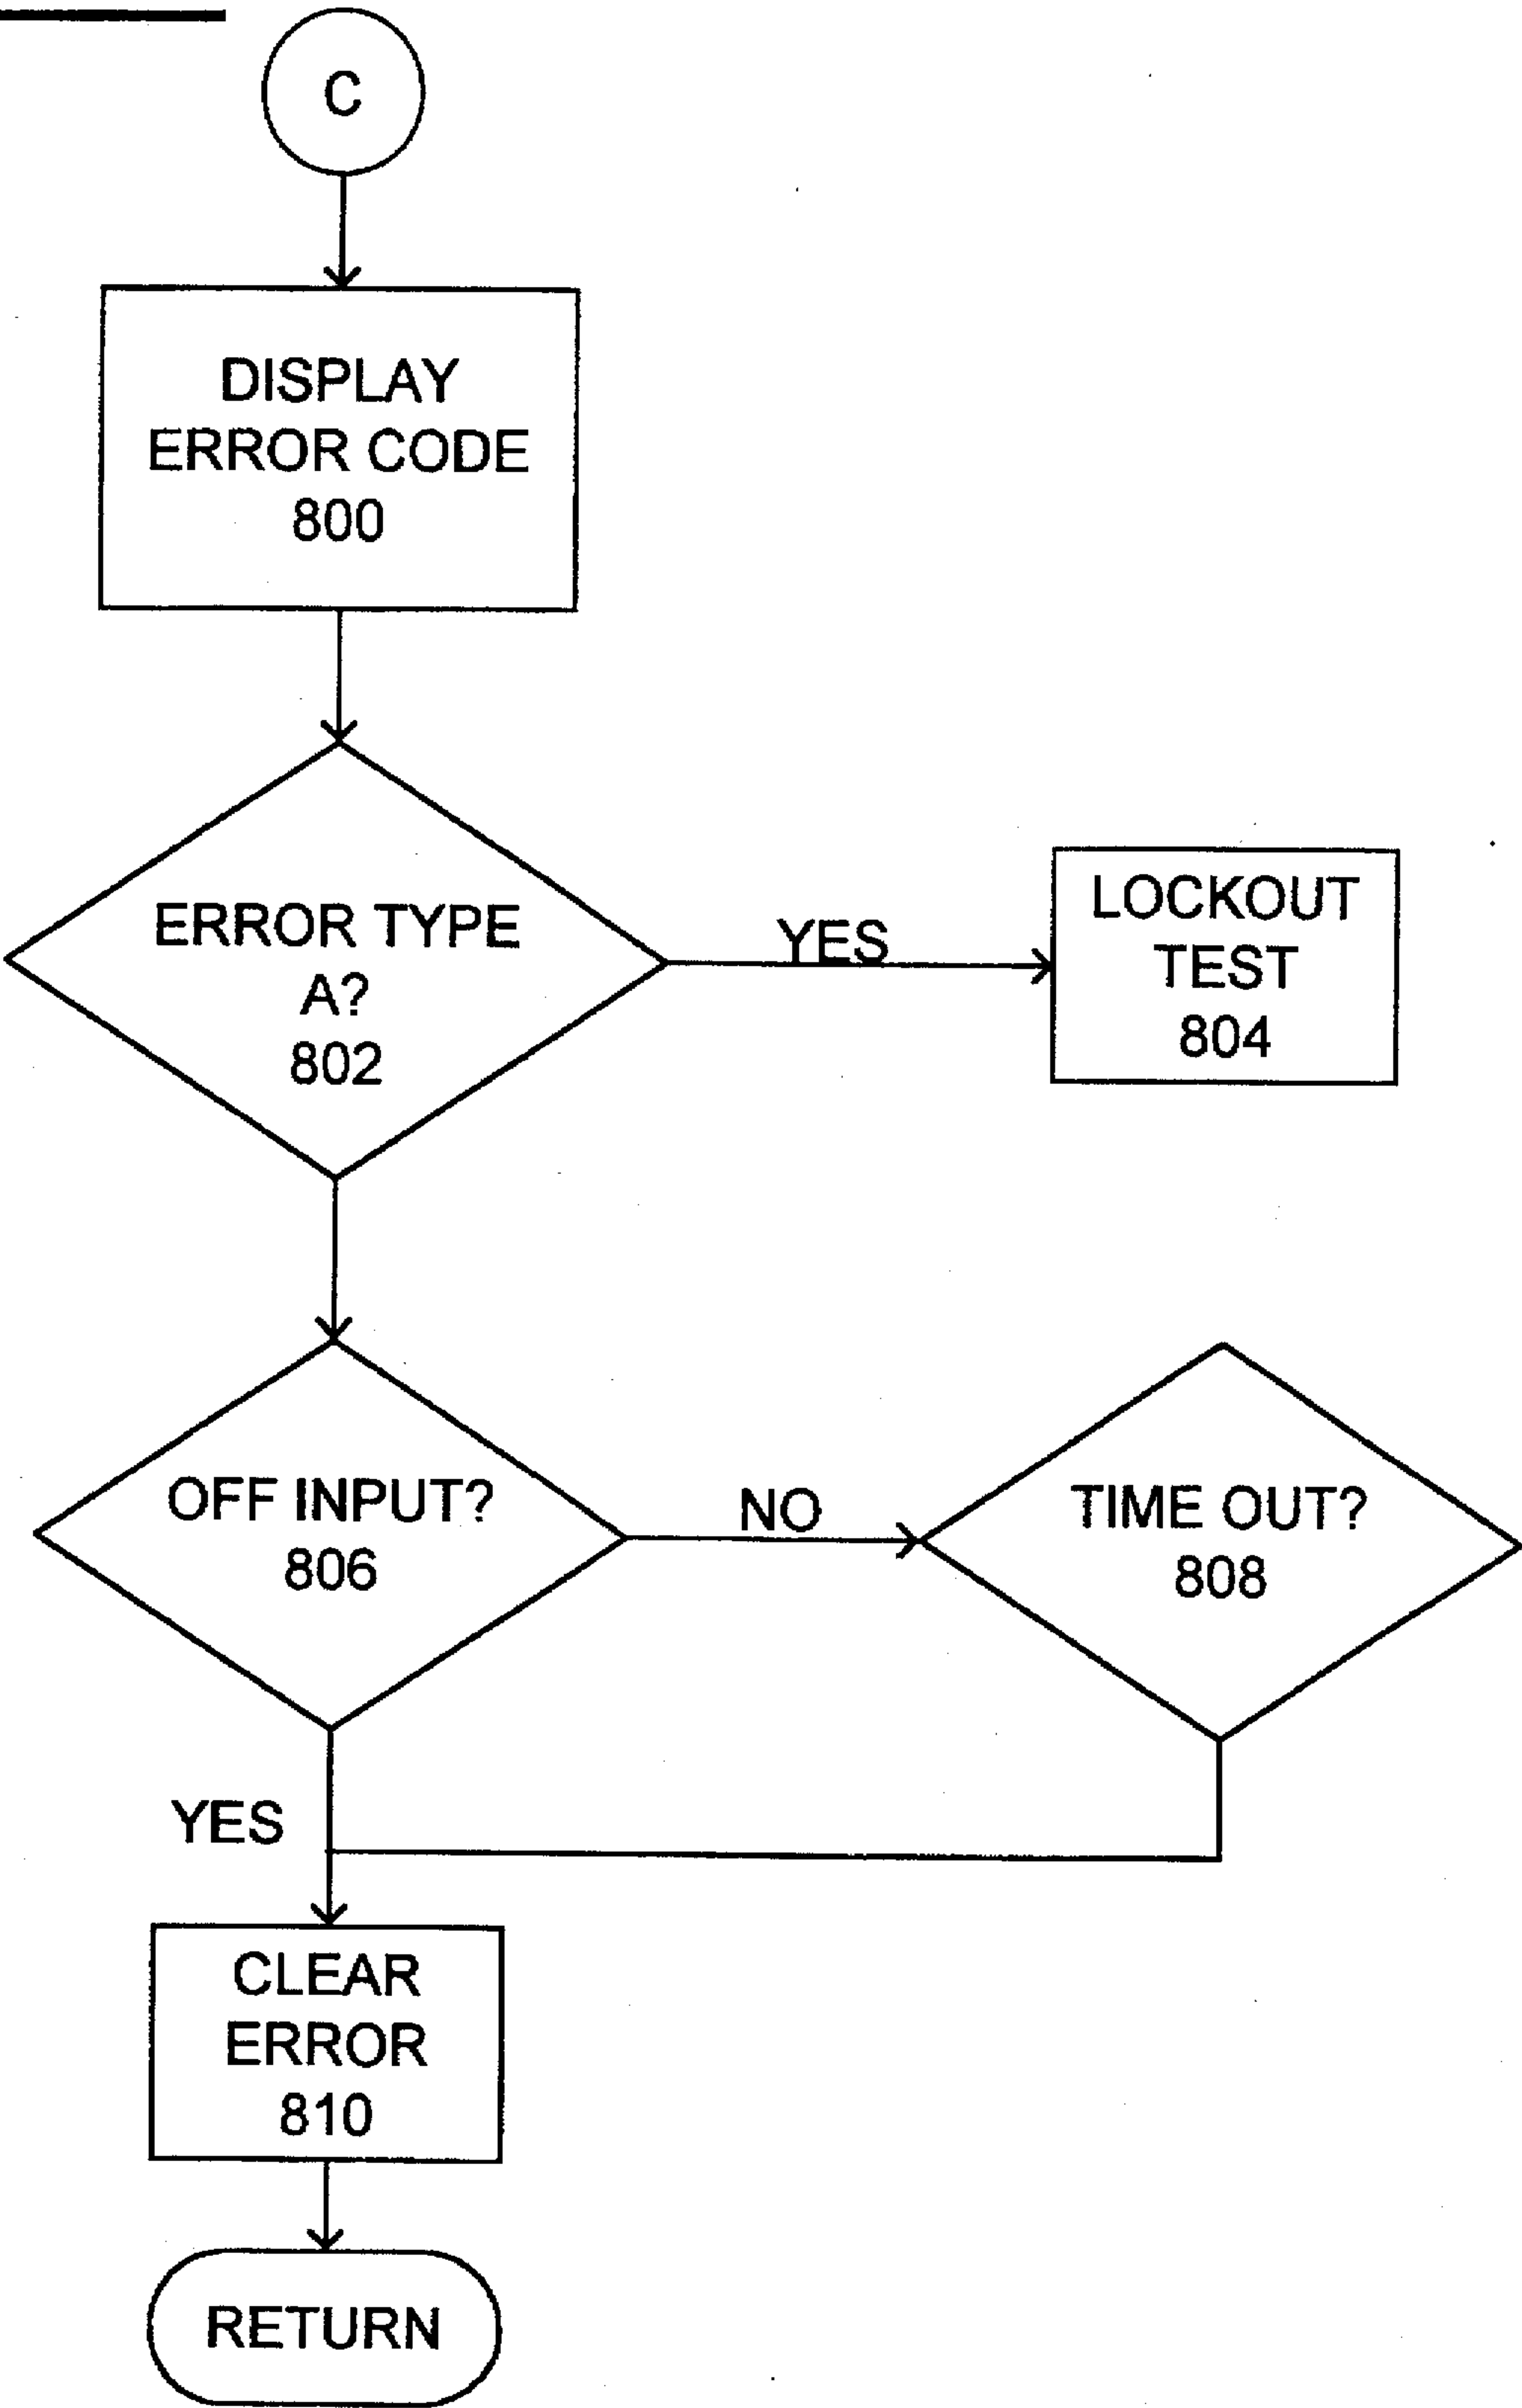 C
DISPLAY
ERROR CODE
800
ERROR TYPE
A?
802
YES
LOCKOUT
TEST
804
OFF INPUT?
806
NO
TIME OUT?
808
YES
CLEAR
ERROR
810
RETURN